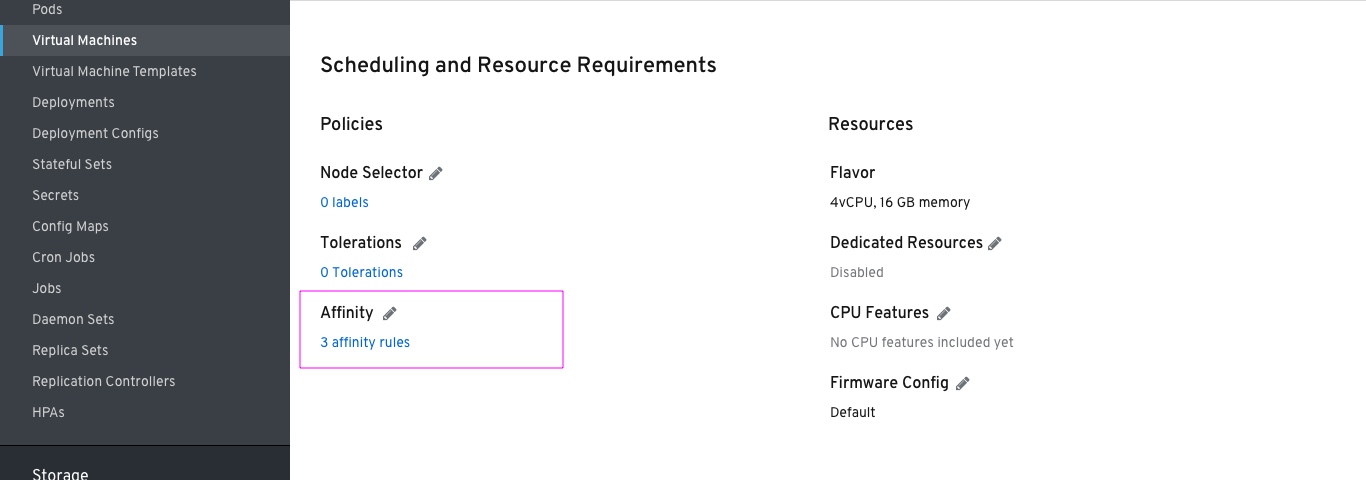 Pods
Virtual Machines
Virtual Machine Templates
Deployments
Deployment Configs
Stateful Sets
Secrets
Config Maps
Cron Jobs
Jobs
Daemon Sets
Replica Sets
Replication Controllers
HPAs
Storage
Scheduling and Resource Requirements
Policies
Node Selector
0 labels
Tolerations
0 Tolerations
Affinity
3 affinity rules
Resources
Flavor
4vCPU, 16 GB memory
Dedicated Resources
Disabled
CPU Features
No CPU features included yet
Firmware Config
Default